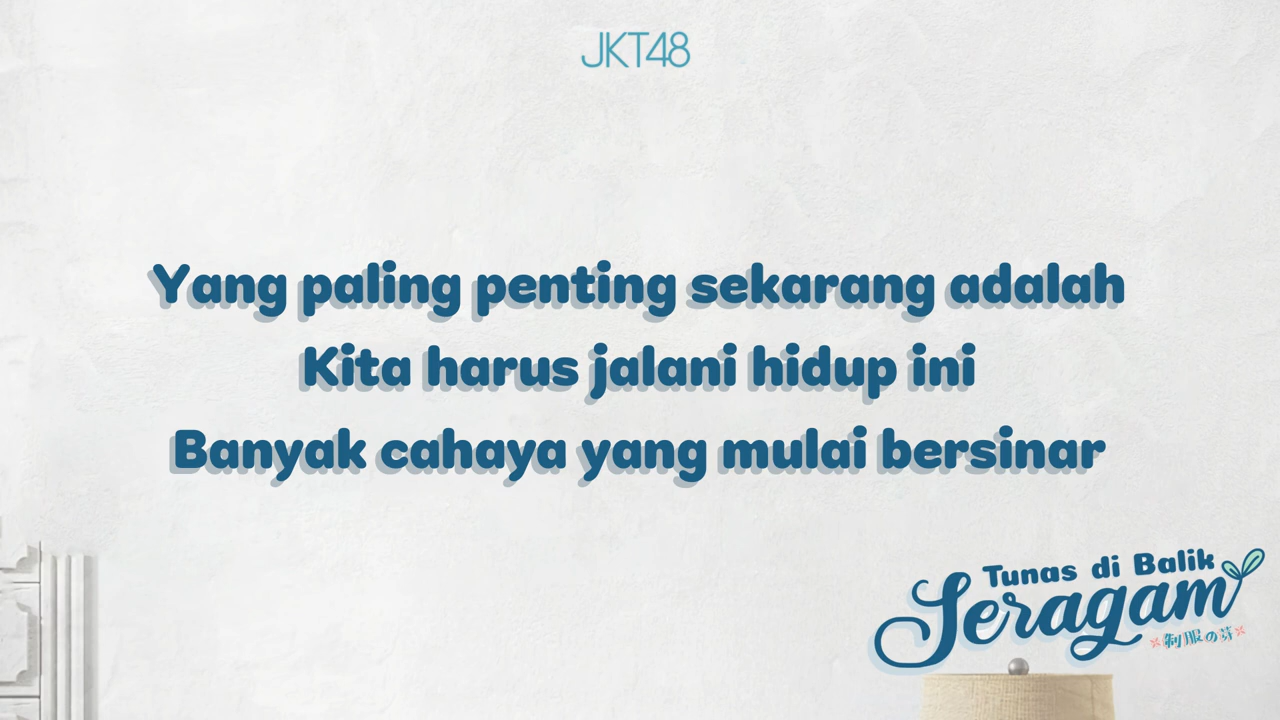 JKT48
Yang paling penting sekarang adalah
Kita harus jalani hidup ini
Banyak cahaya yang mulai bersinar
Tunas di Balik
Seragam
制服の芽